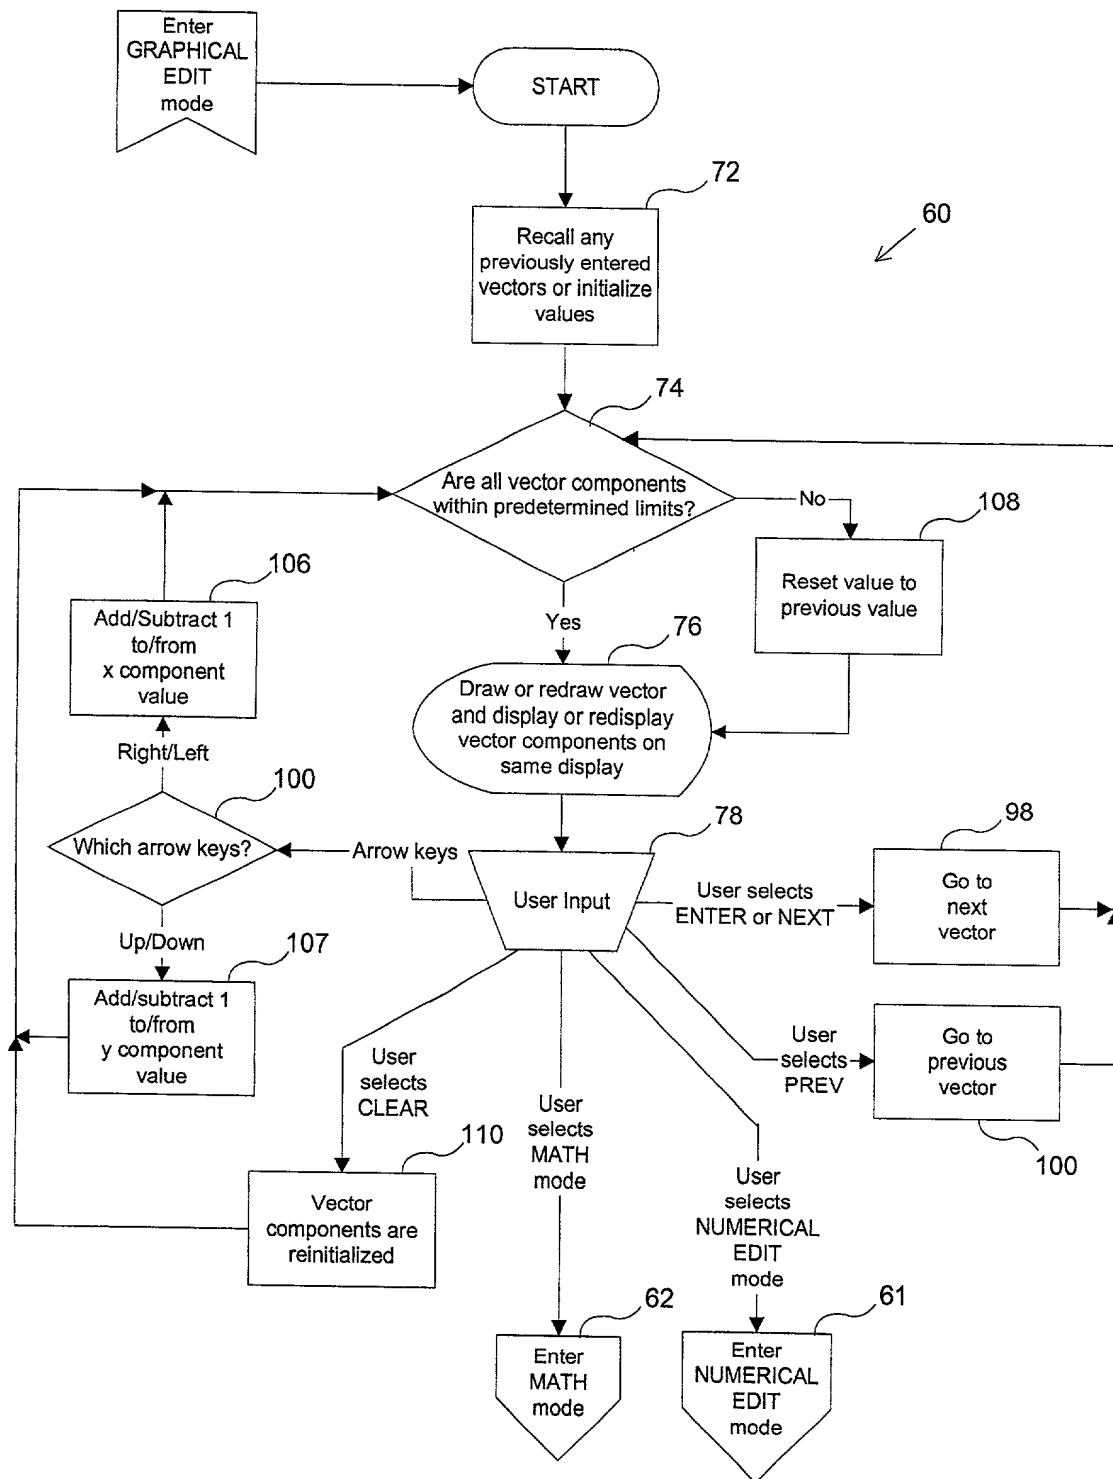 Enter
GRAPHICAL
EDIT
mode
START
72
60
Recall any
previously entered
vectors or initialize
values
74
Are all vector components
within predetermined limits?
No
108
106
Reset value to
previous value
Add/Subtract 1
to/from
x component
value
Yes
76
Draw or redraw vector
and display or redisplay
vector components on
same display
Right/Left
100
78
98
Which arrow keys?
Arrow keys
User Input
User selects
ENTER or NEXT
Go to
next
vector
Up/Down
107
Add/subtract 1
to/from
y component
value
User
selects
PREV
Go to
previous
vector
100
User
selects
CLEAR
User
selects
MATH
mode
110
Vector
components are
reinitialized
User
selects
NUMERICAL
EDIT
mode
62
61
Enter
MATH
mode
Enter
NUMERICAL
EDIT
mode